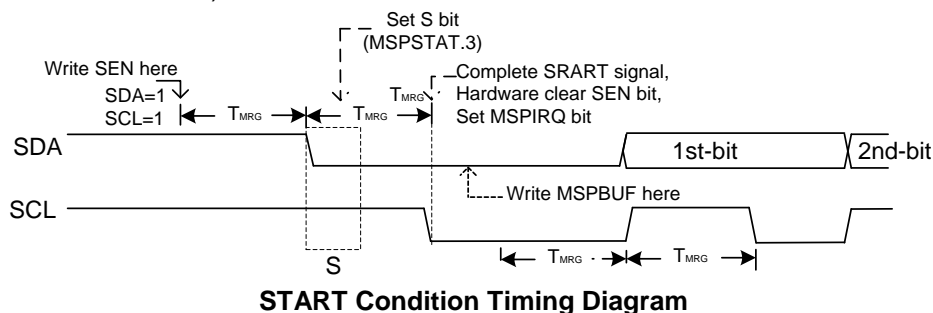 Set S bit
(MSPSTAT.3)
Write SEN here
SDA=1
SCL=1
TMRG
TMRG
TMRG
Complete SRART signal,
Hardware clear SEN bit,
Set MSPIRQ bit
SDA
1st-bit
2nd-bit
Write MSPBUF here
SCL
TMRG
TMRG
S
START Condition Timing Diagram